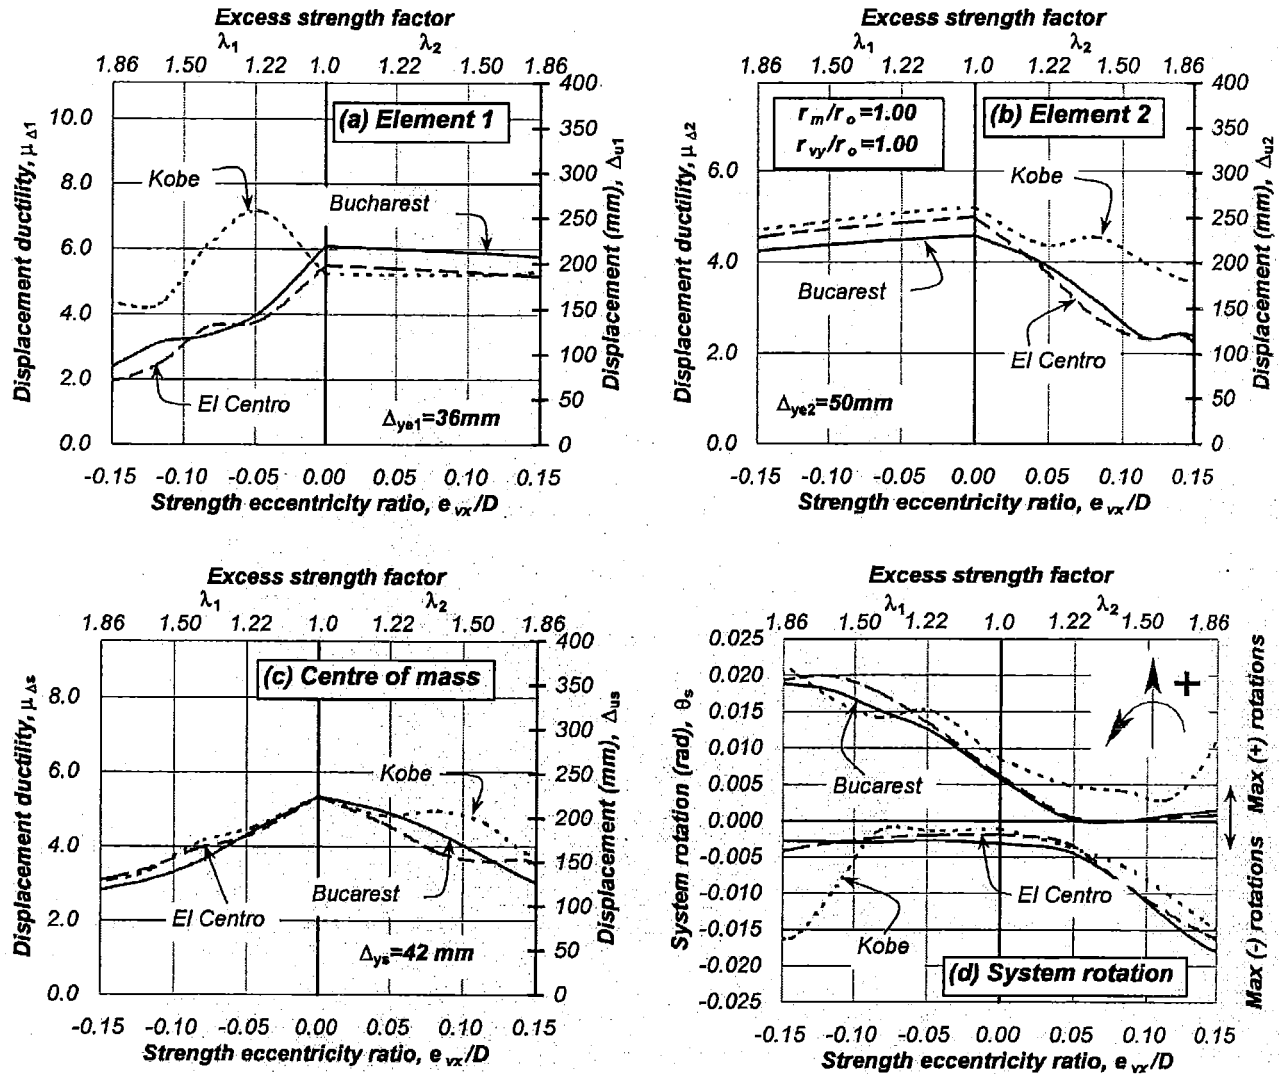 Excess strength factor
λ1 λ2
1.86 1.50 1.22 1.0 1.22 1.50 1.86
(a) Element 1
Displacement ductility, μΔ1
10.0
8.0
6.0
4.0
2.0
0.0
Kobe
Bucharest
El Centro
Δye1=36mm
400
350
300
250
200
150
100
50
0
Displacement (mm), Δu1
-0.15 -0.10 -0.05 0.00 0.05 0.10 0.15
Strength eccentricity ratio, evx/D
Excess strength factor
λ1 λ2
1.86 1.50 1.22 1.0 1.22 1.50 1.86
rm/ro=1.00
rvy/ro=1.00
(b) Element 2
Displacement ductility, μΔ2
6.0
4.0
2.0
0.0
Kobe
Bucarest
El Centro
Δye2=50mm
400
350
300
250
200
150
100
50
0
Displacement (mm), Δu2
-0.15 -0.10 -0.05 0.00 0.05 0.10 0.15
Strength eccentricity ratio, evx/D
Excess strength factor
λ1 λ2
1.86 1.50 1.22 1.0 1.22 1.50 1.86
(c) Centre of mass
Displacement ductility, μΔs
8.0
6.0
4.0
2.0
0.0
Kobe
Bucarest
El Centro
Δys=42 mm
400
350
300
250
200
150
100
50
0
Displacement (mm), Δus
-0.15 -0.10 -0.05 0.00 0.05 0.10 0.15
Strength eccentricity ratio, evx/D
Excess strength factor
λ1 λ2
1.86 1.50 1.22 1.0 1.22 1.50 1.86
System rotation (rad), θs
0.025
0.020
0.015
0.010
0.005
0.000
-0.005
-0.010
-0.015
-0.020
-0.025
+
Bucarest
El Centro
Kobe
(d) System rotation
Max (-) rotations Max (+) rotations
-0.15 -0.10 -0.05 0.00 0.05 0.10 0.15
Strength eccentricity ratio, evx/D